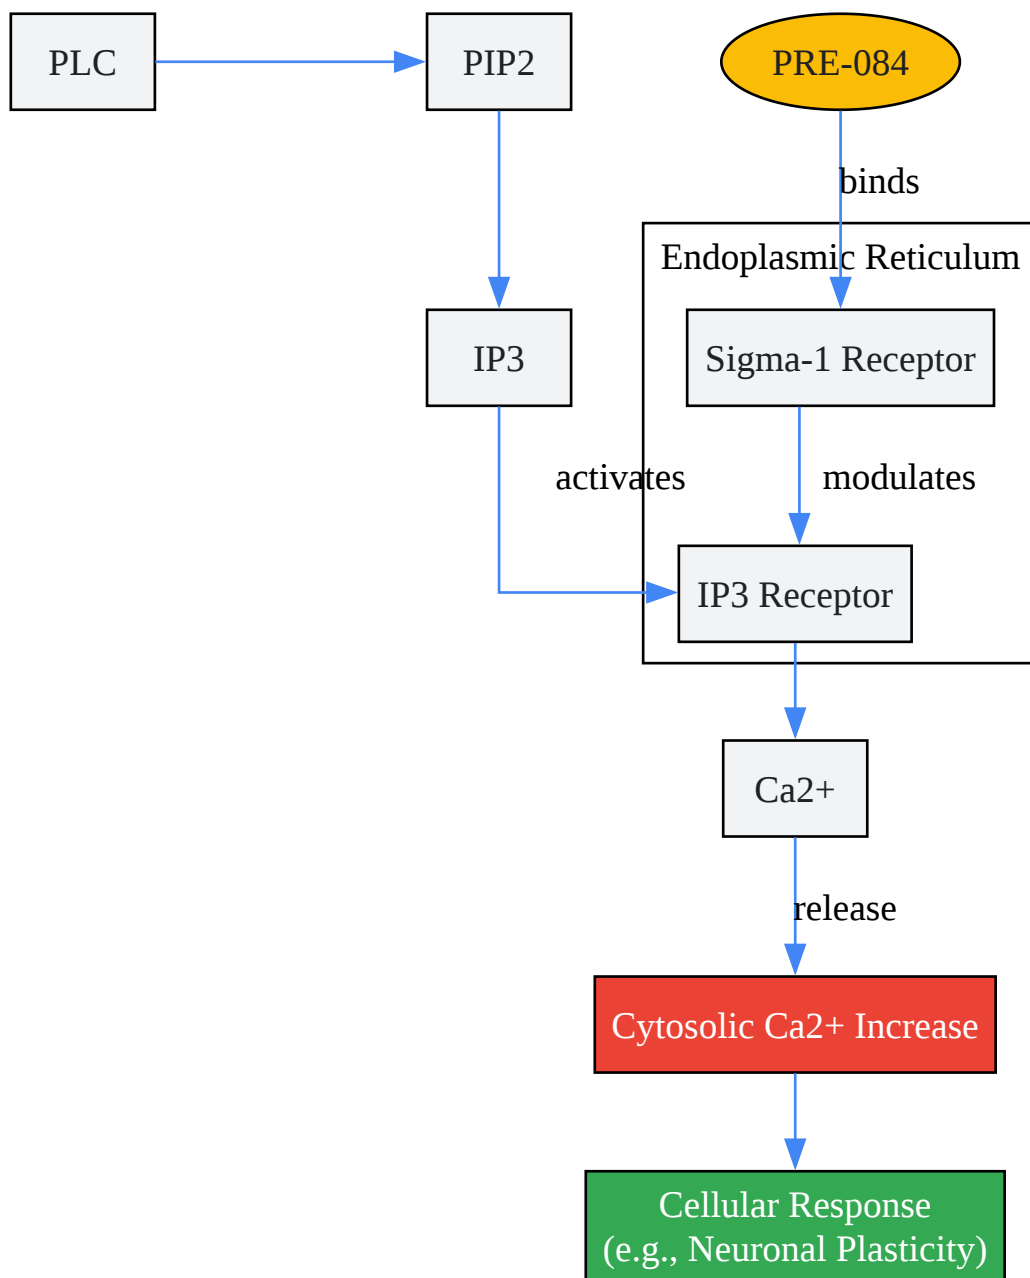 PLC
PIP2
PRE-084
binds
Endoplasmic Reticulum
IP3
Sigma-1 Receptor
activates
modulates
IP3 Receptor
Ca2+
release
Cytosolic Ca2+ Increase
Cellular Response
(e.g., Neuronal Plasticity)